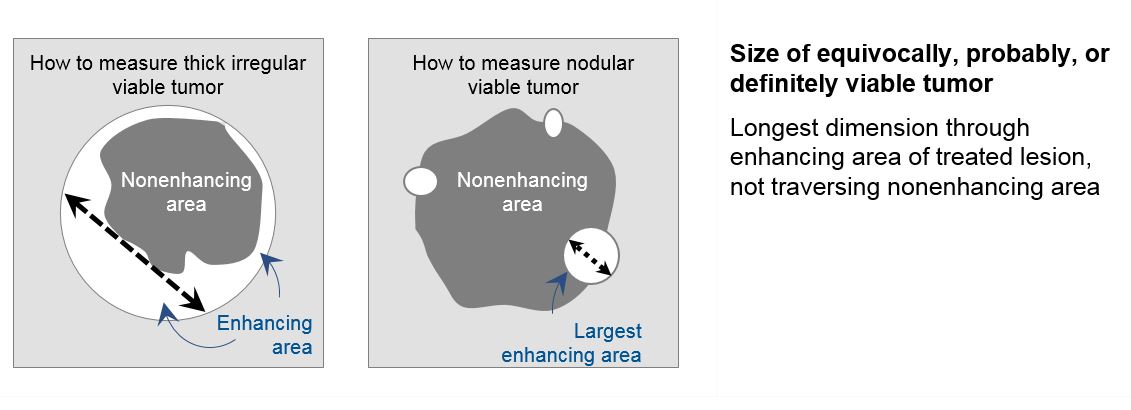 How to measure thick irregular
viable tumor
Nonenhancing
area
Enhancing
area
How to measure nodular
viable tumor
Nonenhancing
area
Largest
enhancing area
Size of equivocally, probably, or
definitely viable tumor
Longest dimension through
enhancing area of treated lesion,
not traversing nonenhancing area